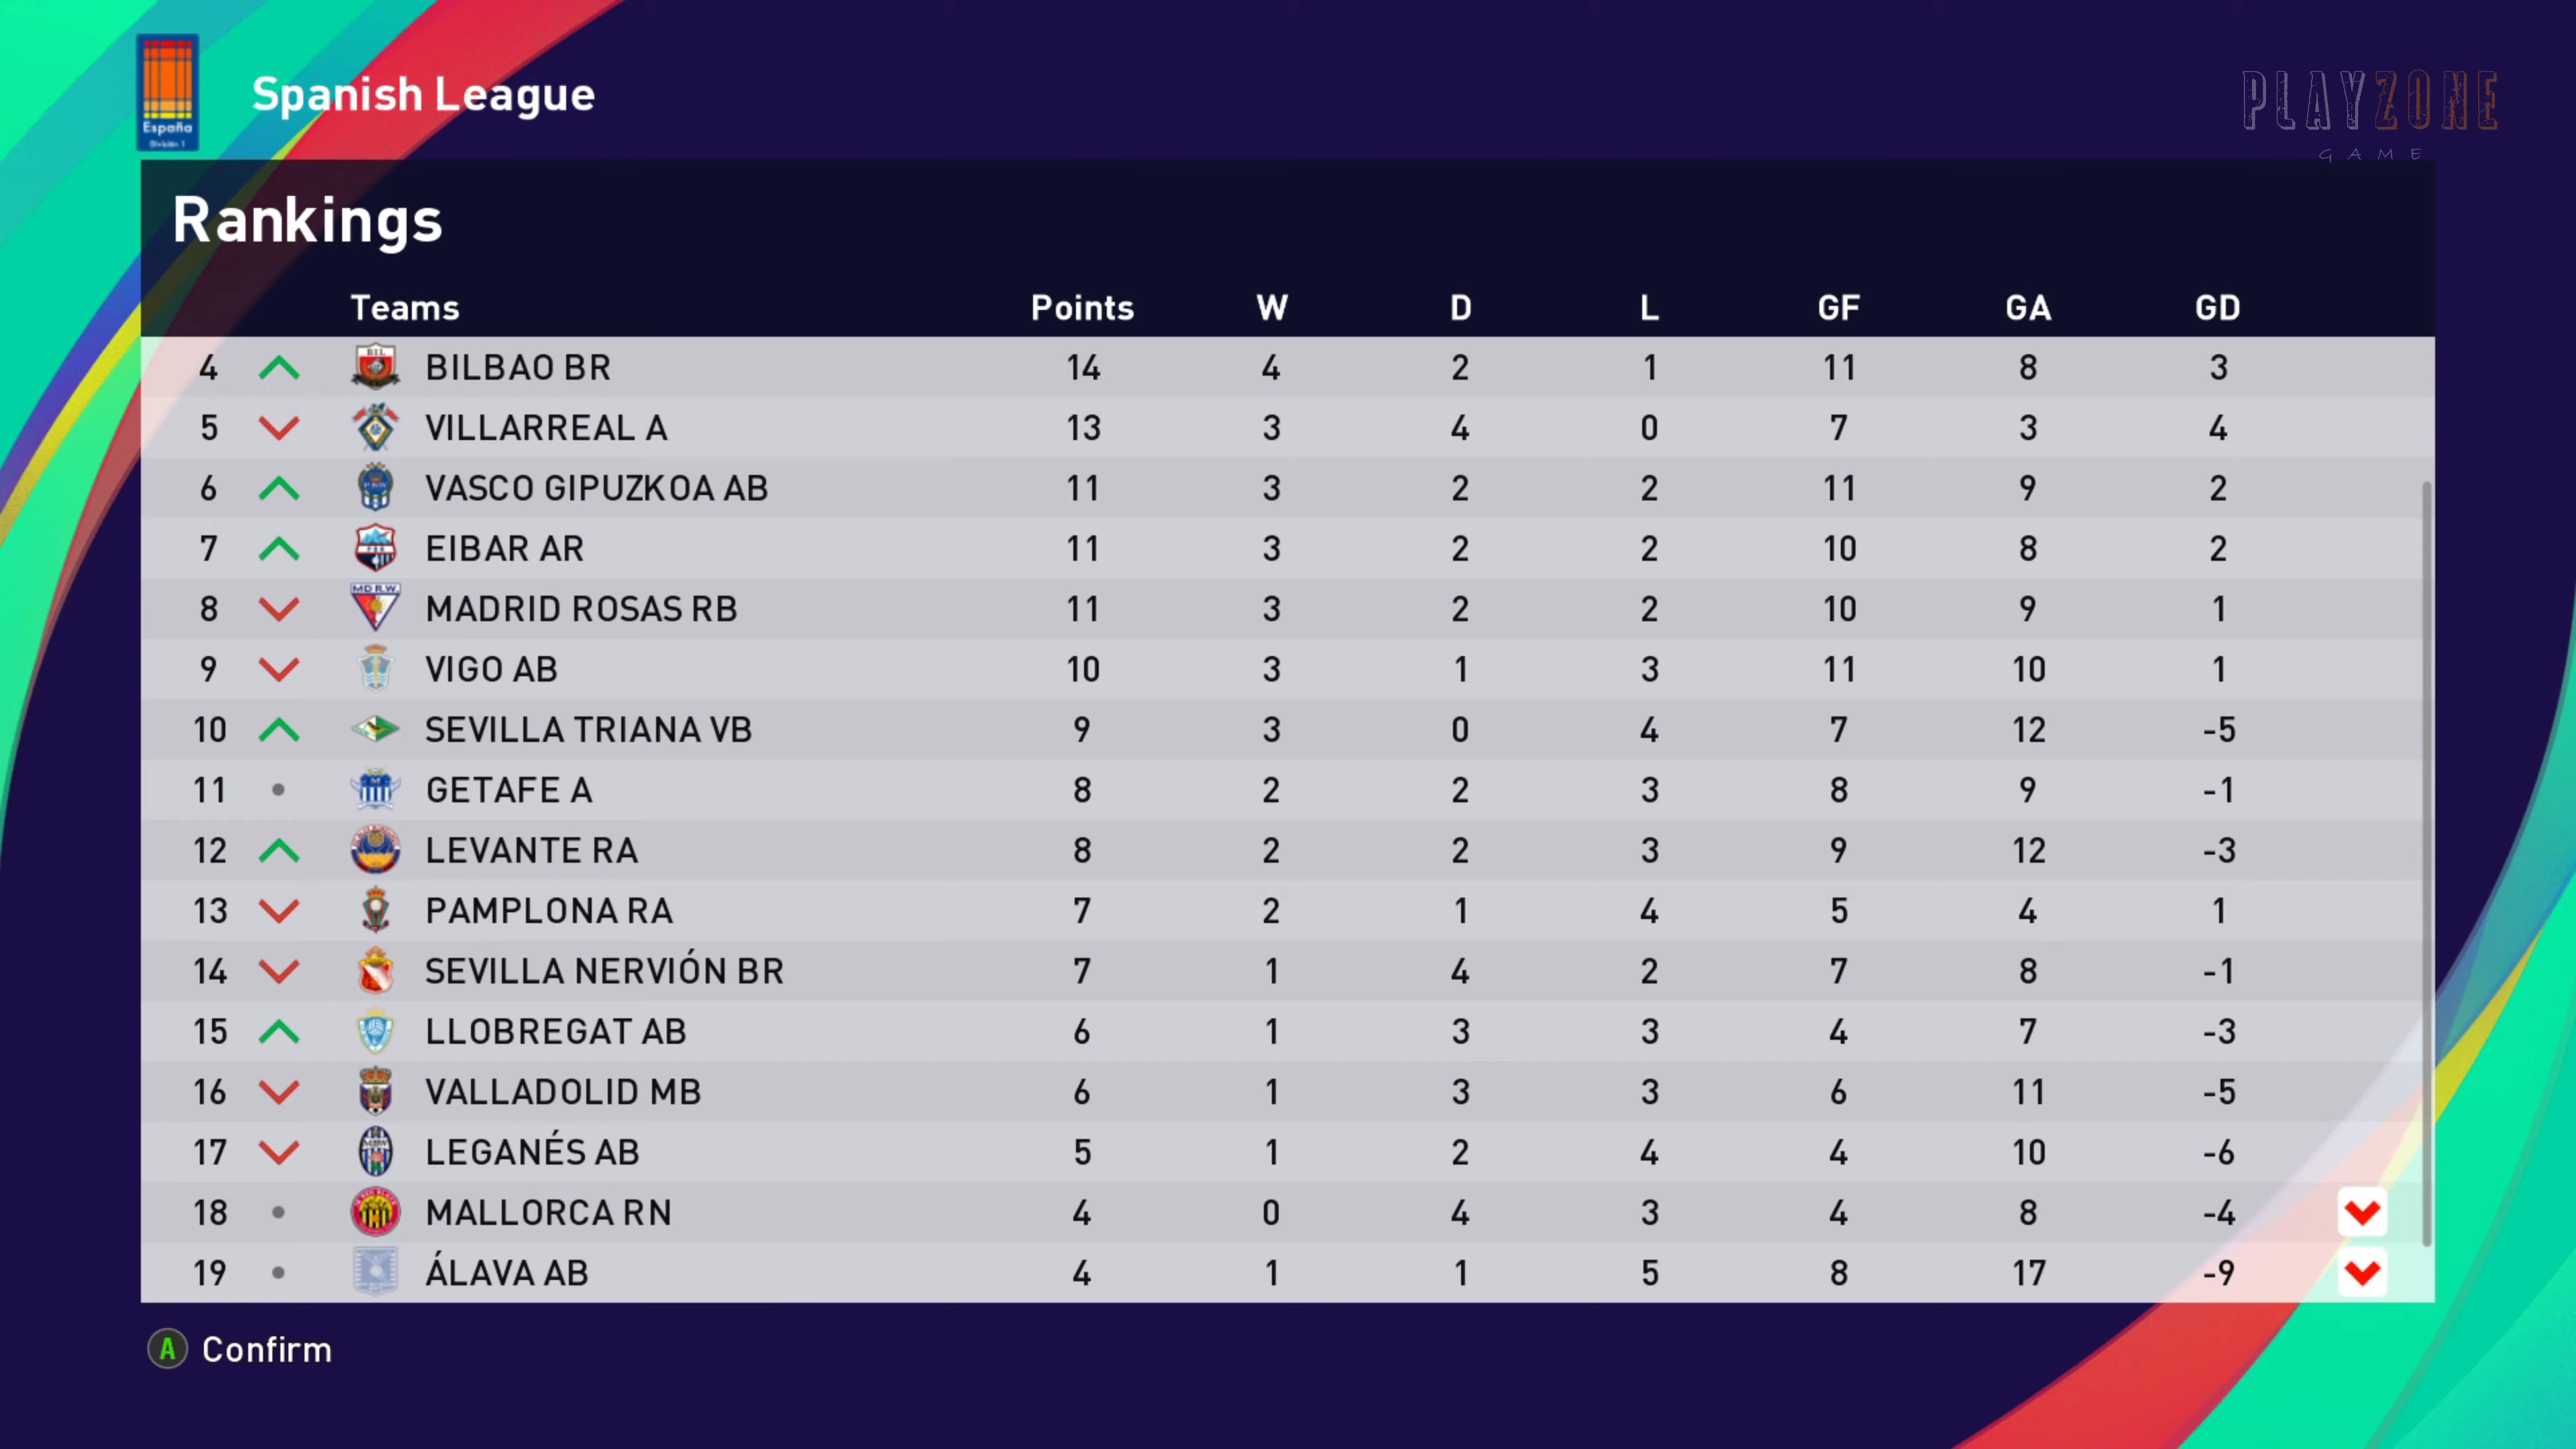 España
División 1
Spanish League
PLAYZONE
GAME
Rankings
Teams Points W D L GF GA GD
4 BILBAO BR 14 4 2 1 11 8 3
5 VILLARREAL A 13 3 4 0 7 3 4
6 VASCO GIPUZKOA AB 11 3 2 2 11 9 2
7 EIBAR AR 11 3 2 2 10 8 2
8 MADRID ROSAS RB 11 3 2 2 10 9 1
9 VIGO AB 10 3 1 3 11 10 1
10 SEVILLA TRIANA VB 9 3 0 4 7 12 -5
11 GETAFE A 8 2 2 3 8 9 -1
12 LEVANTE RA 8 2 2 3 9 12 -3
13 PAMPLONA RA 7 2 1 4 5 4 1
14 SEVILLA NERVIÓN BR 7 1 4 2 7 8 -1
15 LLOBREGAT AB 6 1 3 3 4 7 -3
16 VALLADOLID MB 6 1 3 3 6 11 -5
17 LEGANÉS AB 5 1 2 4 4 10 -6
18 MALLORCA RN 4 0 4 3 4 8 -4
19 ÁLAVA AB 4 1 1 5 8 17 -9
A Confirm